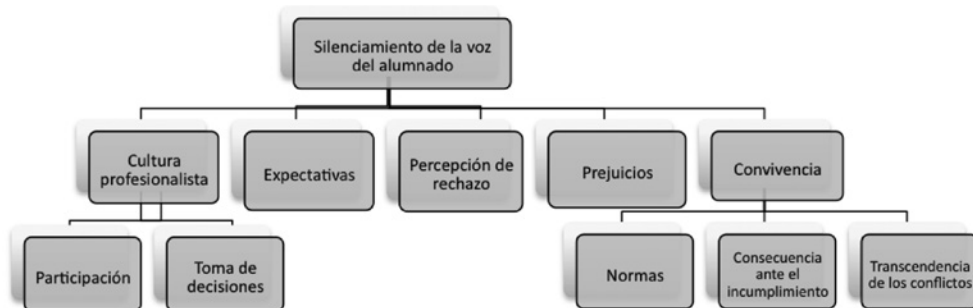 Silenciamiento de la voz
del alumnado
Cultura
profesionalista
Expectativas
Percepción de
rechazo
Prejuicios
Convivencia
Participación
Toma de
decisiones
Normas
Consecuencia
ante el
incumplimiento
Transcendencia
de los conflictos